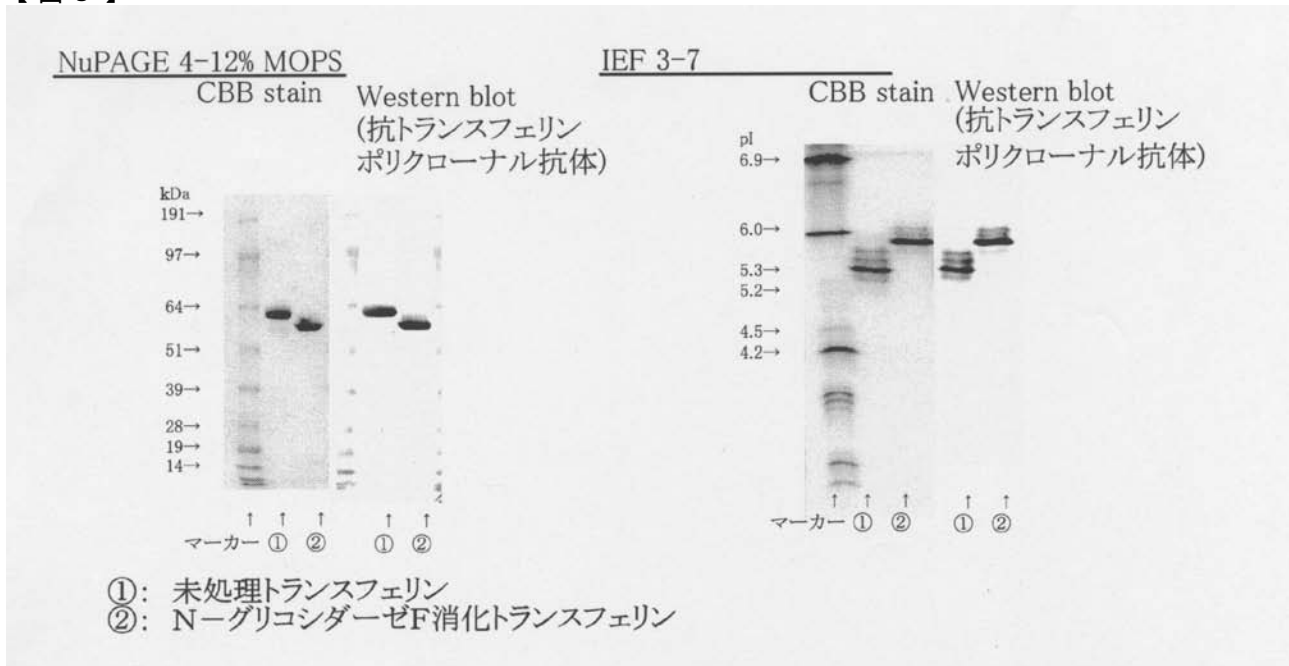 NuPAGE 4-12% MOPS
CBB stain
Western blot
(抗トランスフェリン
ポリクローナル抗体)
kDa
191→
97→
64→
51→
39→
28→
19→
14→
↑ ↑ ↑ ↑ ↑
マーカー ① ② ① ②
IEF 3-7
CBB stain
Western blot
(抗トランスフェリン
ポリクローナル抗体)
pI
6.9→
6.0→
5.3→
5.2→
4.5→
4.2→
↑ ↑ ↑ ↑ ↑
マーカー ① ② ① ②
①: 未処理トランスフェリン
②: N-グリコシダーゼF消化トランスフェリン